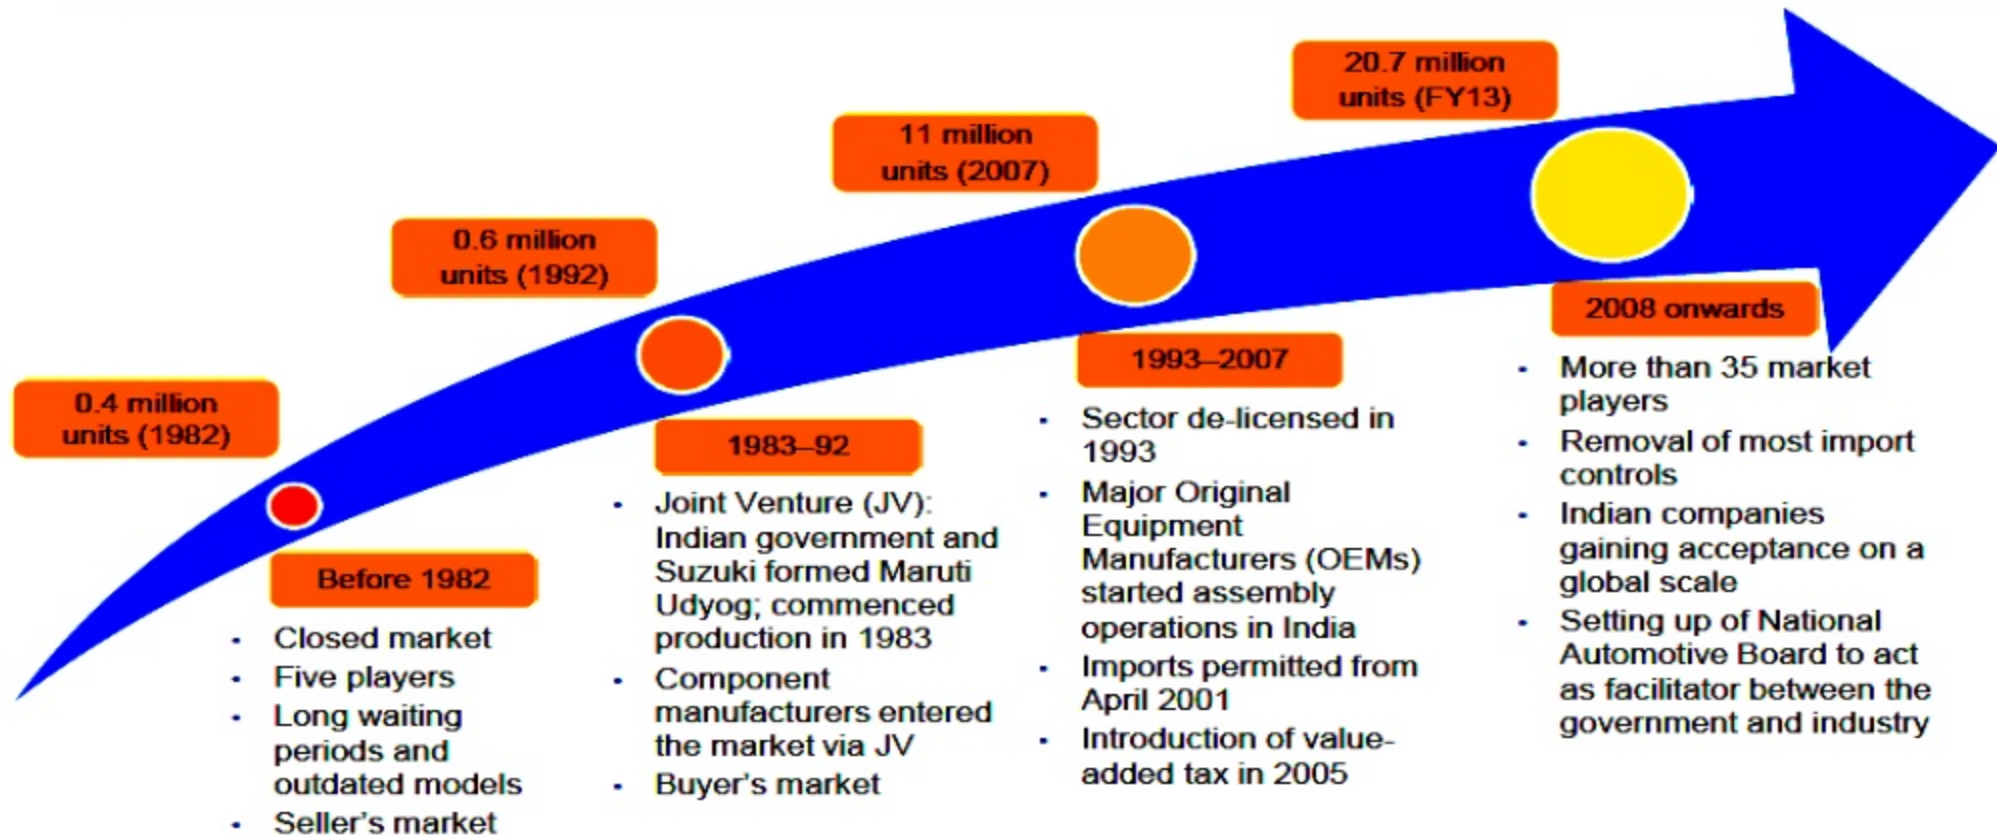 0.4 million
units (1982)
0.6 million
units (1992)
11 million
units (2007)
20.7 million
units (FY13)
Before 1982
• Closed market
• Five players
• Long waiting
periods and
outdated models
• Seller's market
1983–92
• Joint Venture (JV):
Indian government and
Suzuki formed Maruti
Udyog; commenced
production in 1983
• Component
manufacturers entered
the market via JV
• Buyer's market
1993–2007
• Sector de-licensed in
1993
• Major Original
Equipment
Manufacturers (OEMs)
started assembly
operations in India
• Imports permitted from
April 2001
• Introduction of value-
added tax in 2005
2008 onwards
• More than 35 market
players
• Removal of most import
controls
• Indian companies
gaining acceptance on a
global scale
• Setting up of National
Automotive Board to act
as facilitator between the
government and industry